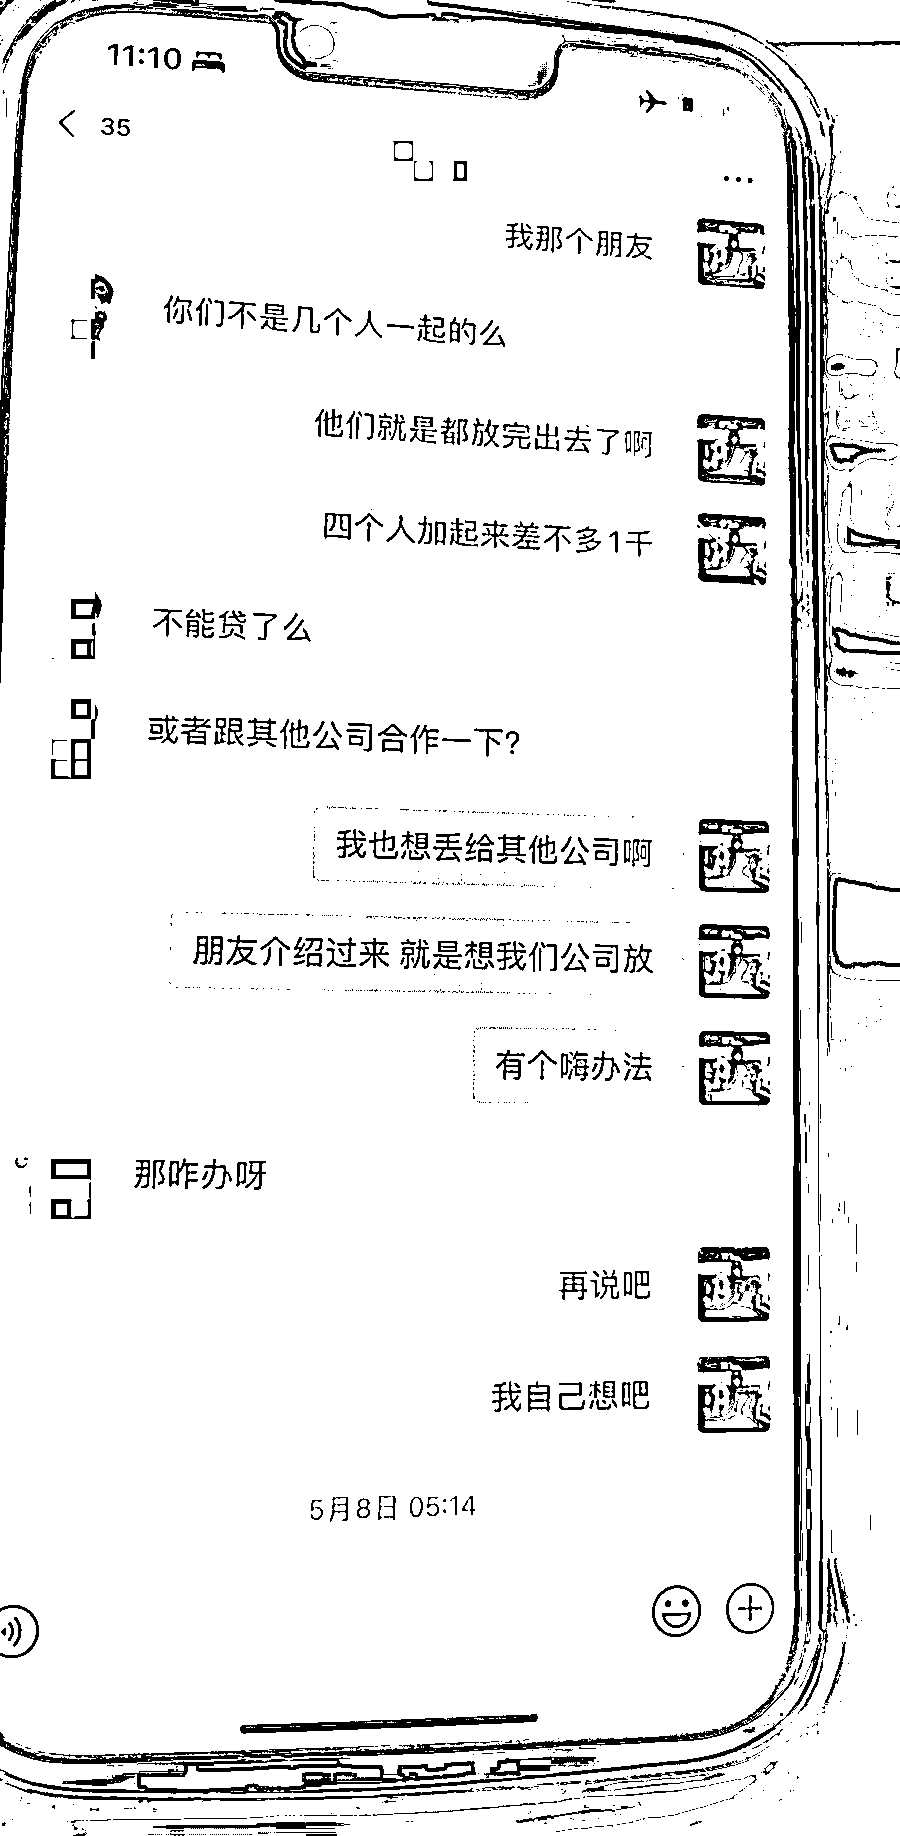 11:10
35
我那个朋友
你们不是几个人一起的么
他们就是都放完出去了啊
四个人加起来差不多1千
不能贷了么
或者跟其他公司合作一下?
我也想丢给其他公司啊
朋友介绍过来 就是想我们公司放
有个嗨办法
那咋办呀
再说吧
我自己想吧
5月8日 05:14